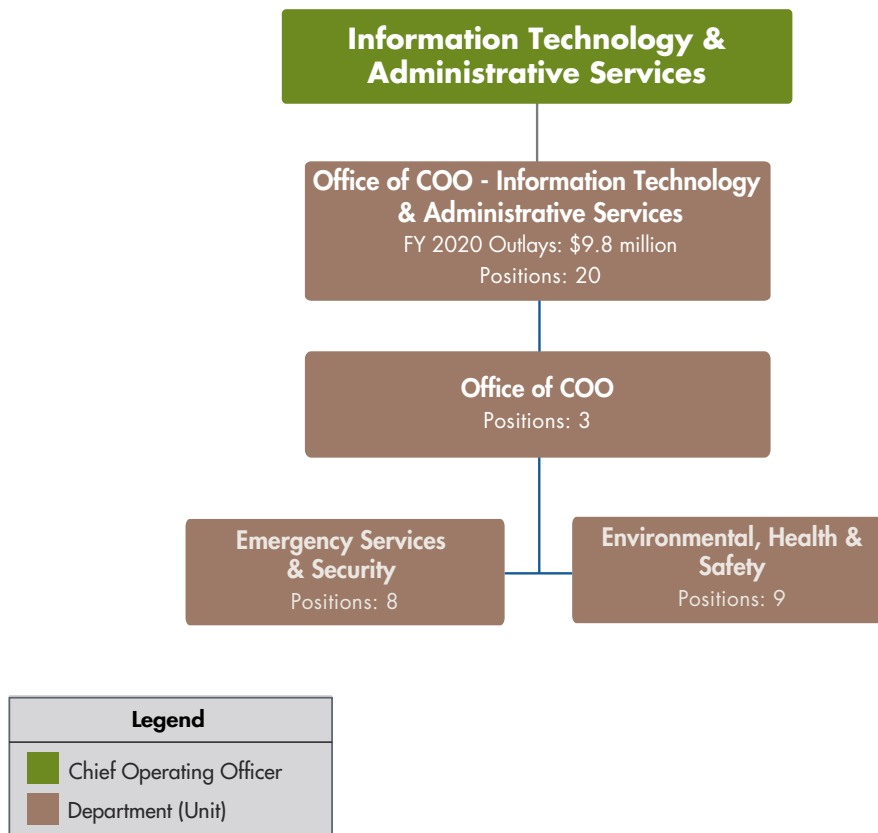 Information Technology &
Administrative Services
Office of COO - Information Technology
& Administrative Services
FY 2020 Outlays: $9.8 million
Positions: 20
Office of COO
Positions: 3
Emergency Services
& Security
Positions: 8
Environmental, Health &
Safety
Positions: 9
Legend
Chief Operating Officer
Department (Unit)